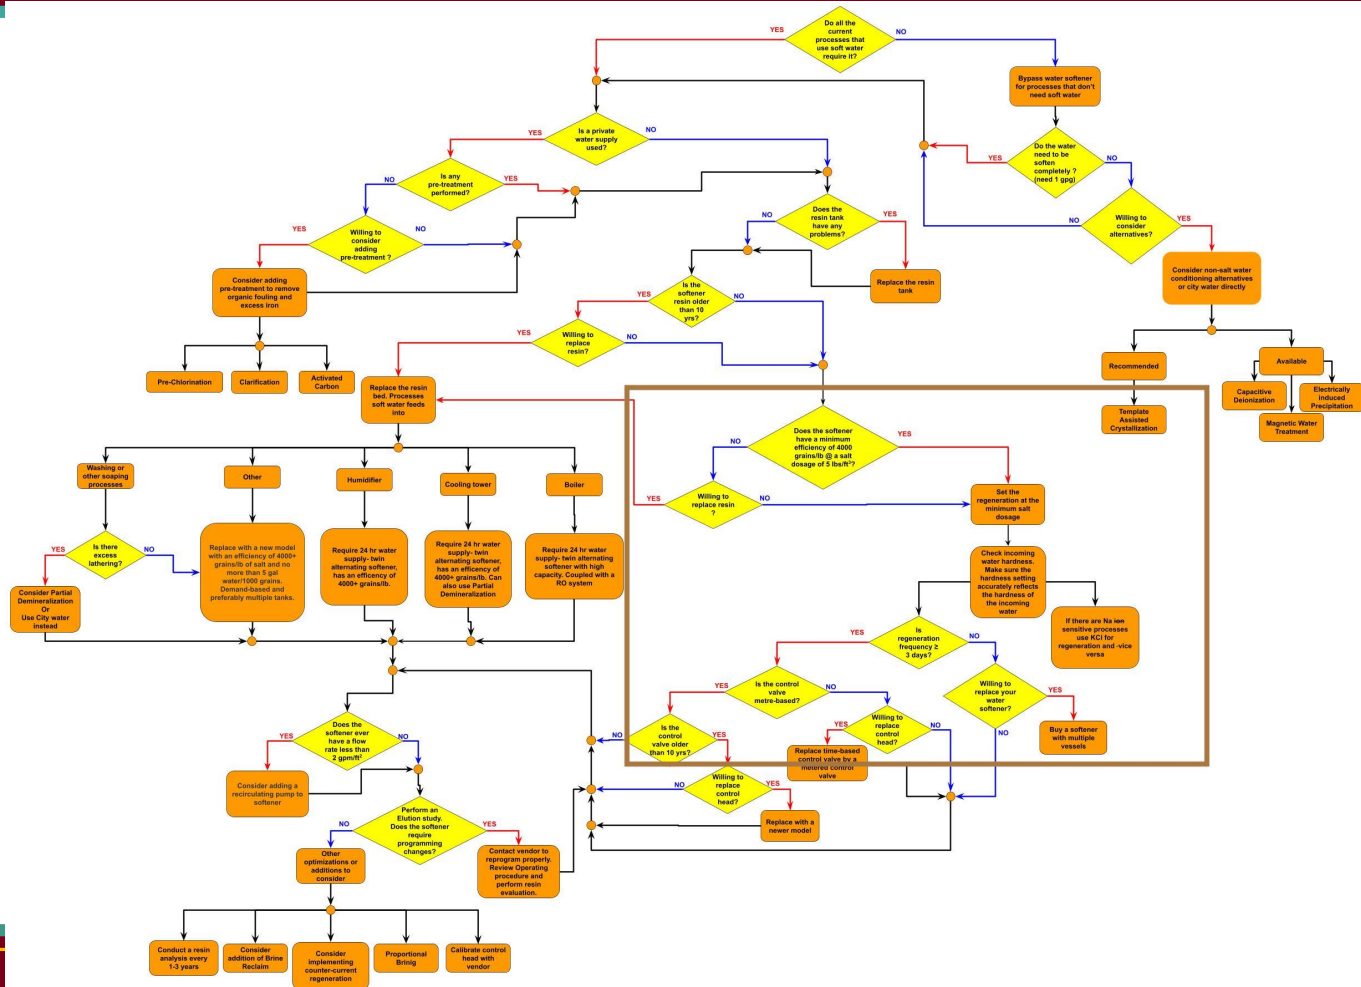 Do all the
current
processes that
use soft water
require it?
YES
NO
Bypass water softener
for processes that don't
need soft water
Is a private
water supply
used?
YES
NO
Do the water
need to be
soften
completely ?
(need 1 gpg)
YES
NO
Is any
pre-treatment
performed?
NO
YES
Willing to
consider
alternatives?
NO
YES
Does the
resin tank
have any
problems?
NO
YES
Willing to
consider
adding
pre-treatment ?
YES
NO
Consider adding
pre-treatment to remove
organic fouling and
excess iron
Replace the resin
tank
Consider non-salt water
conditioning alternatives
or city water directly
Is the
softener
resin older
than 10
yrs?
YES
NO
Willing to
replace
resin?
YES
NO
Pre-Chlorination
Clarification
Activated
Carbon
Recommended
Available
Template
Assisted
Crystallization
Capacitive
Deionization
Electrically
induced
Precipitation
Magnetic Water
Treatment
Replace the resin
bed. Processes
soft water feeds
into
Does the softener
have a minimum
efficiency of 4000
grains/lb @ a salt
dosage of 5 lbs/ft³?
NO
YES
Washing or
other soaping
processes
Other
Humidifier
Cooling tower
Boiler
Willing to
replace resin
?
YES
NO
Set the
regeneration at the
minimum salt
dosage
Is there
excess
lathering?
YES
NO
Replace with a new model
with an efficiency of 4000+
grains/lb of salt and no
more than 5 gal
water/1000 grains.
Demand-based and
preferably multiple tanks.
Require 24 hr water
supply- twin
alternating softener,
has an efficency of
4000+ grains/lb.
Require 24 hr water
supply- twin
alternating softener,
has an efficency of
4000+ grains/lb. Can
also use Partial
Demineralization
Require 24 hr water
supply- twin alternating
softener with high
capacity. Coupled with a
RO system
Check incoming
water hardness.
Make sure the
hardness setting
accurately reflects
the hardness of
the incoming
water
Consider Partial
Demineralization
Or
Use City water
instead
If there are Na ion
sensitive processes
use KCl for
regeneration and -vice
versa
Is
regeneration
frequency ≥
3 days?
YES
NO
Is the control
valve
metre-based?
YES
NO
Willing to
replace your
water
softener?
YES
NO
Buy a softener
with multiple
vessels
Is the
control
valve older
than 10 yrs?
NO
YES
Willing to
replace
control
head?
YES
NO
Replace time-based
control valve by a
metered control
valve
Does the
softener ever
have a flow
rate less than
2 gpm/ft²
YES
NO
Consider adding a
recirculating pump to
softener
Willing to
replace
control
head?
NO
YES
Replace with a
newer model
Perform an
Elution study.
Does the softener
require
programming
changes?
NO
YES
Other
optimizations or
additions to
consider
Contact vendor to
reprogram properly.
Review Operating
procedure and
perform resin
evaluation.
Conduct a resin
analysis every
1-3 years
Consider
addition of Brine
Reclaim
Consider
implementing
counter-current
regeneration
Proportional
Brinig
Calibrate control
head with
vendor